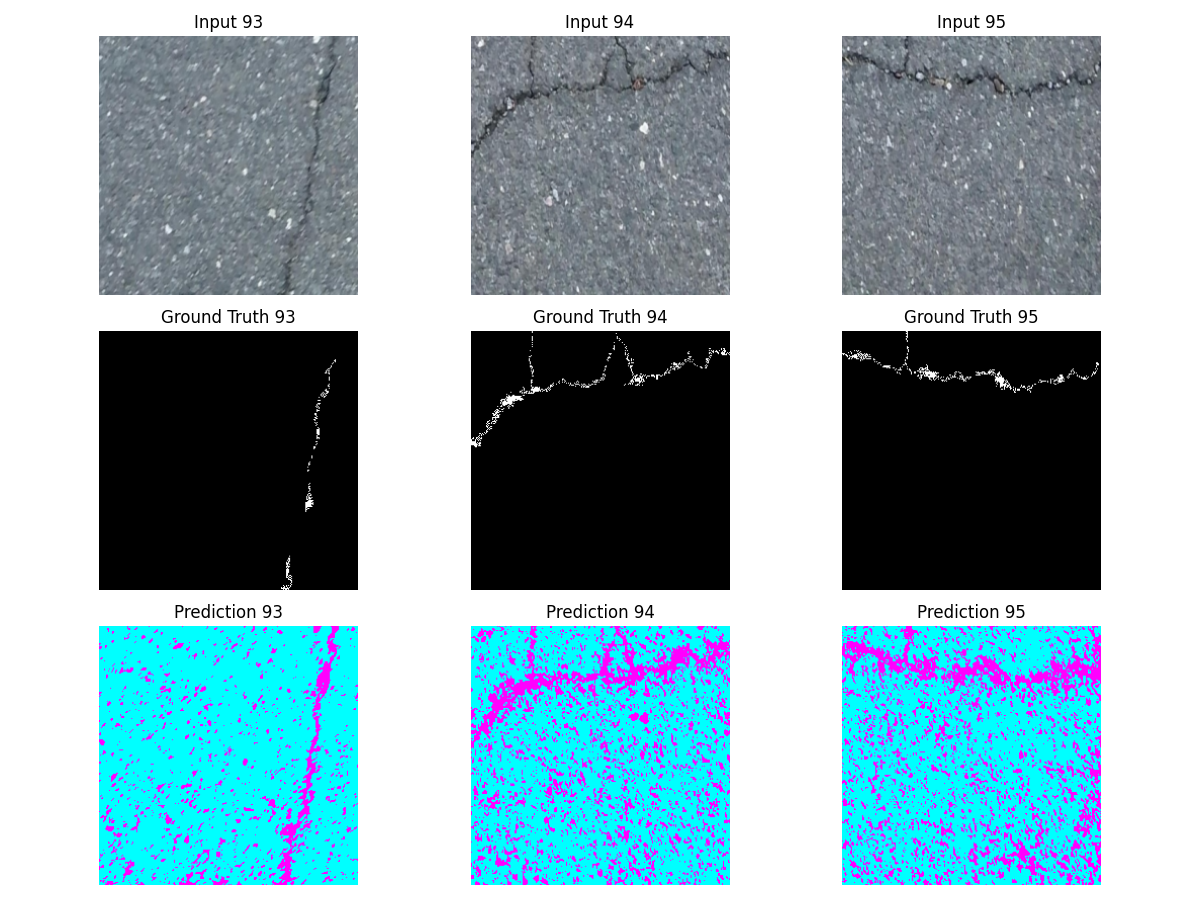 Input 93
Input 94
Input 95
Ground Truth 93
Ground Truth 94
Ground Truth 95
Prediction 93
Prediction 94
Prediction 95